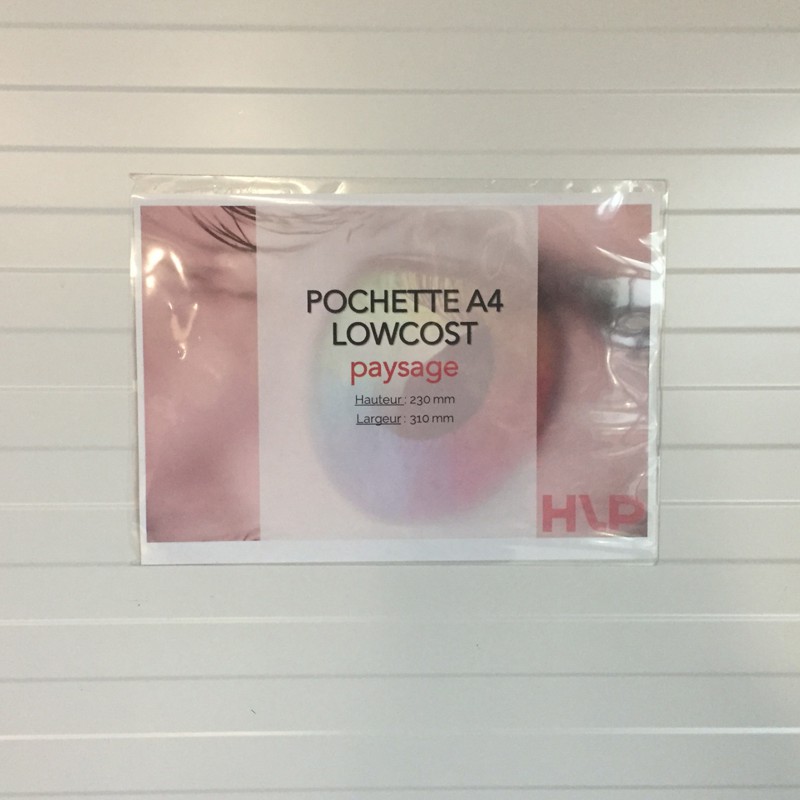 POCHETTE A4
LOWCOST
paysage
Hauteur : 230 mm
Largeur : 310 mm
HLP